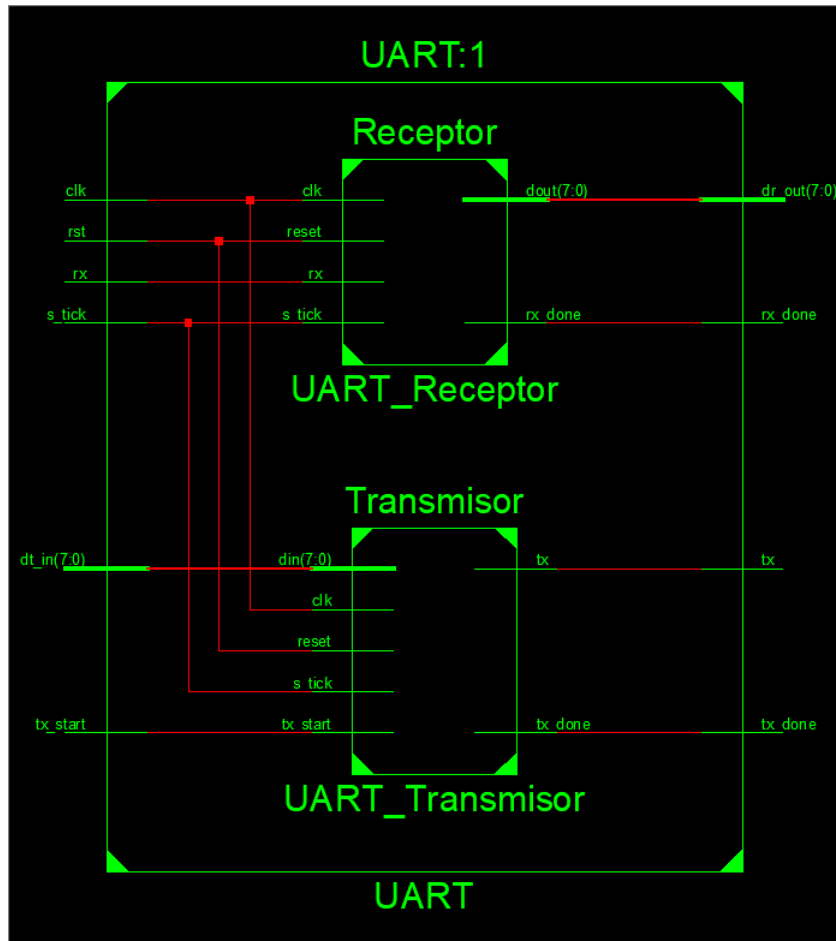 UART:1
Receptor
clk clk dout(7:0) dr_out(7:0)
rst reset
rx rx
s_tick s_tick rx_done rx_done
UART_Receptor
Transmisor
dt_in(7:0) din(7:0) tx tx
clk
reset
s_tick
tx_start tx_start tx_done tx_done
UART_Transmisor
UART